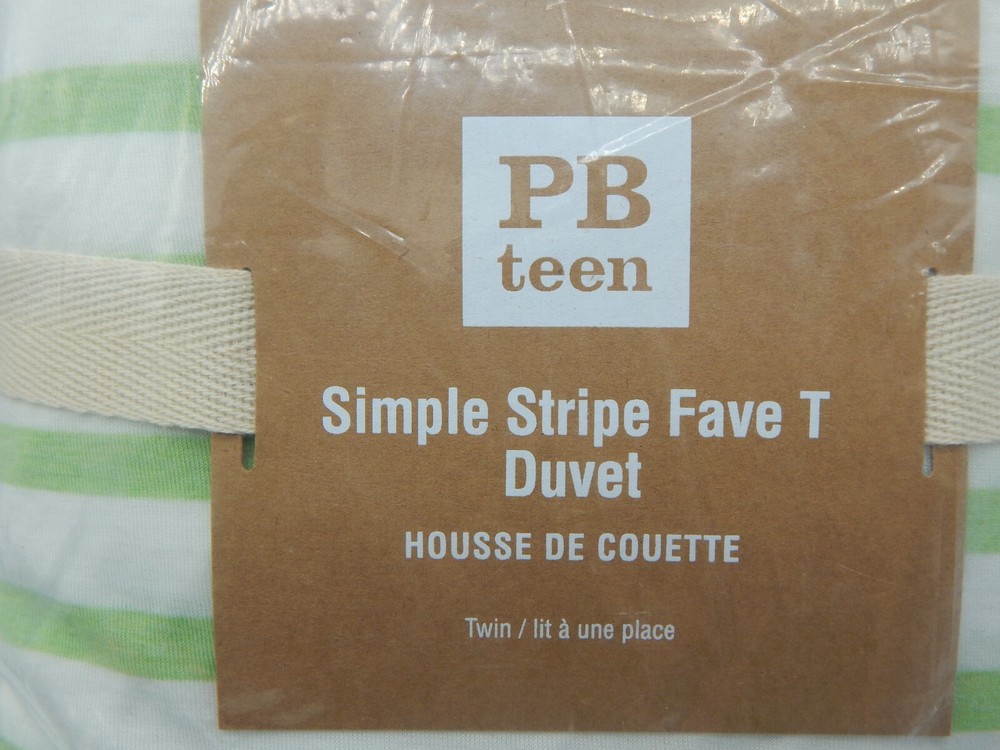 PB
teen
Simple Stripe Fave T
Duvet
HOUSSE DE COUETTE
Twin / lit à une place